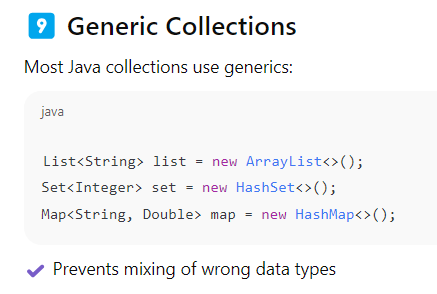 9 Generic Collections
Most Java collections use generics:
java
List<String> list = new ArrayList<>();
Set<Integer> set = new HashSet<>();
Map<String, Double> map = new HashMap<>();
✔ Prevents mixing of wrong data types